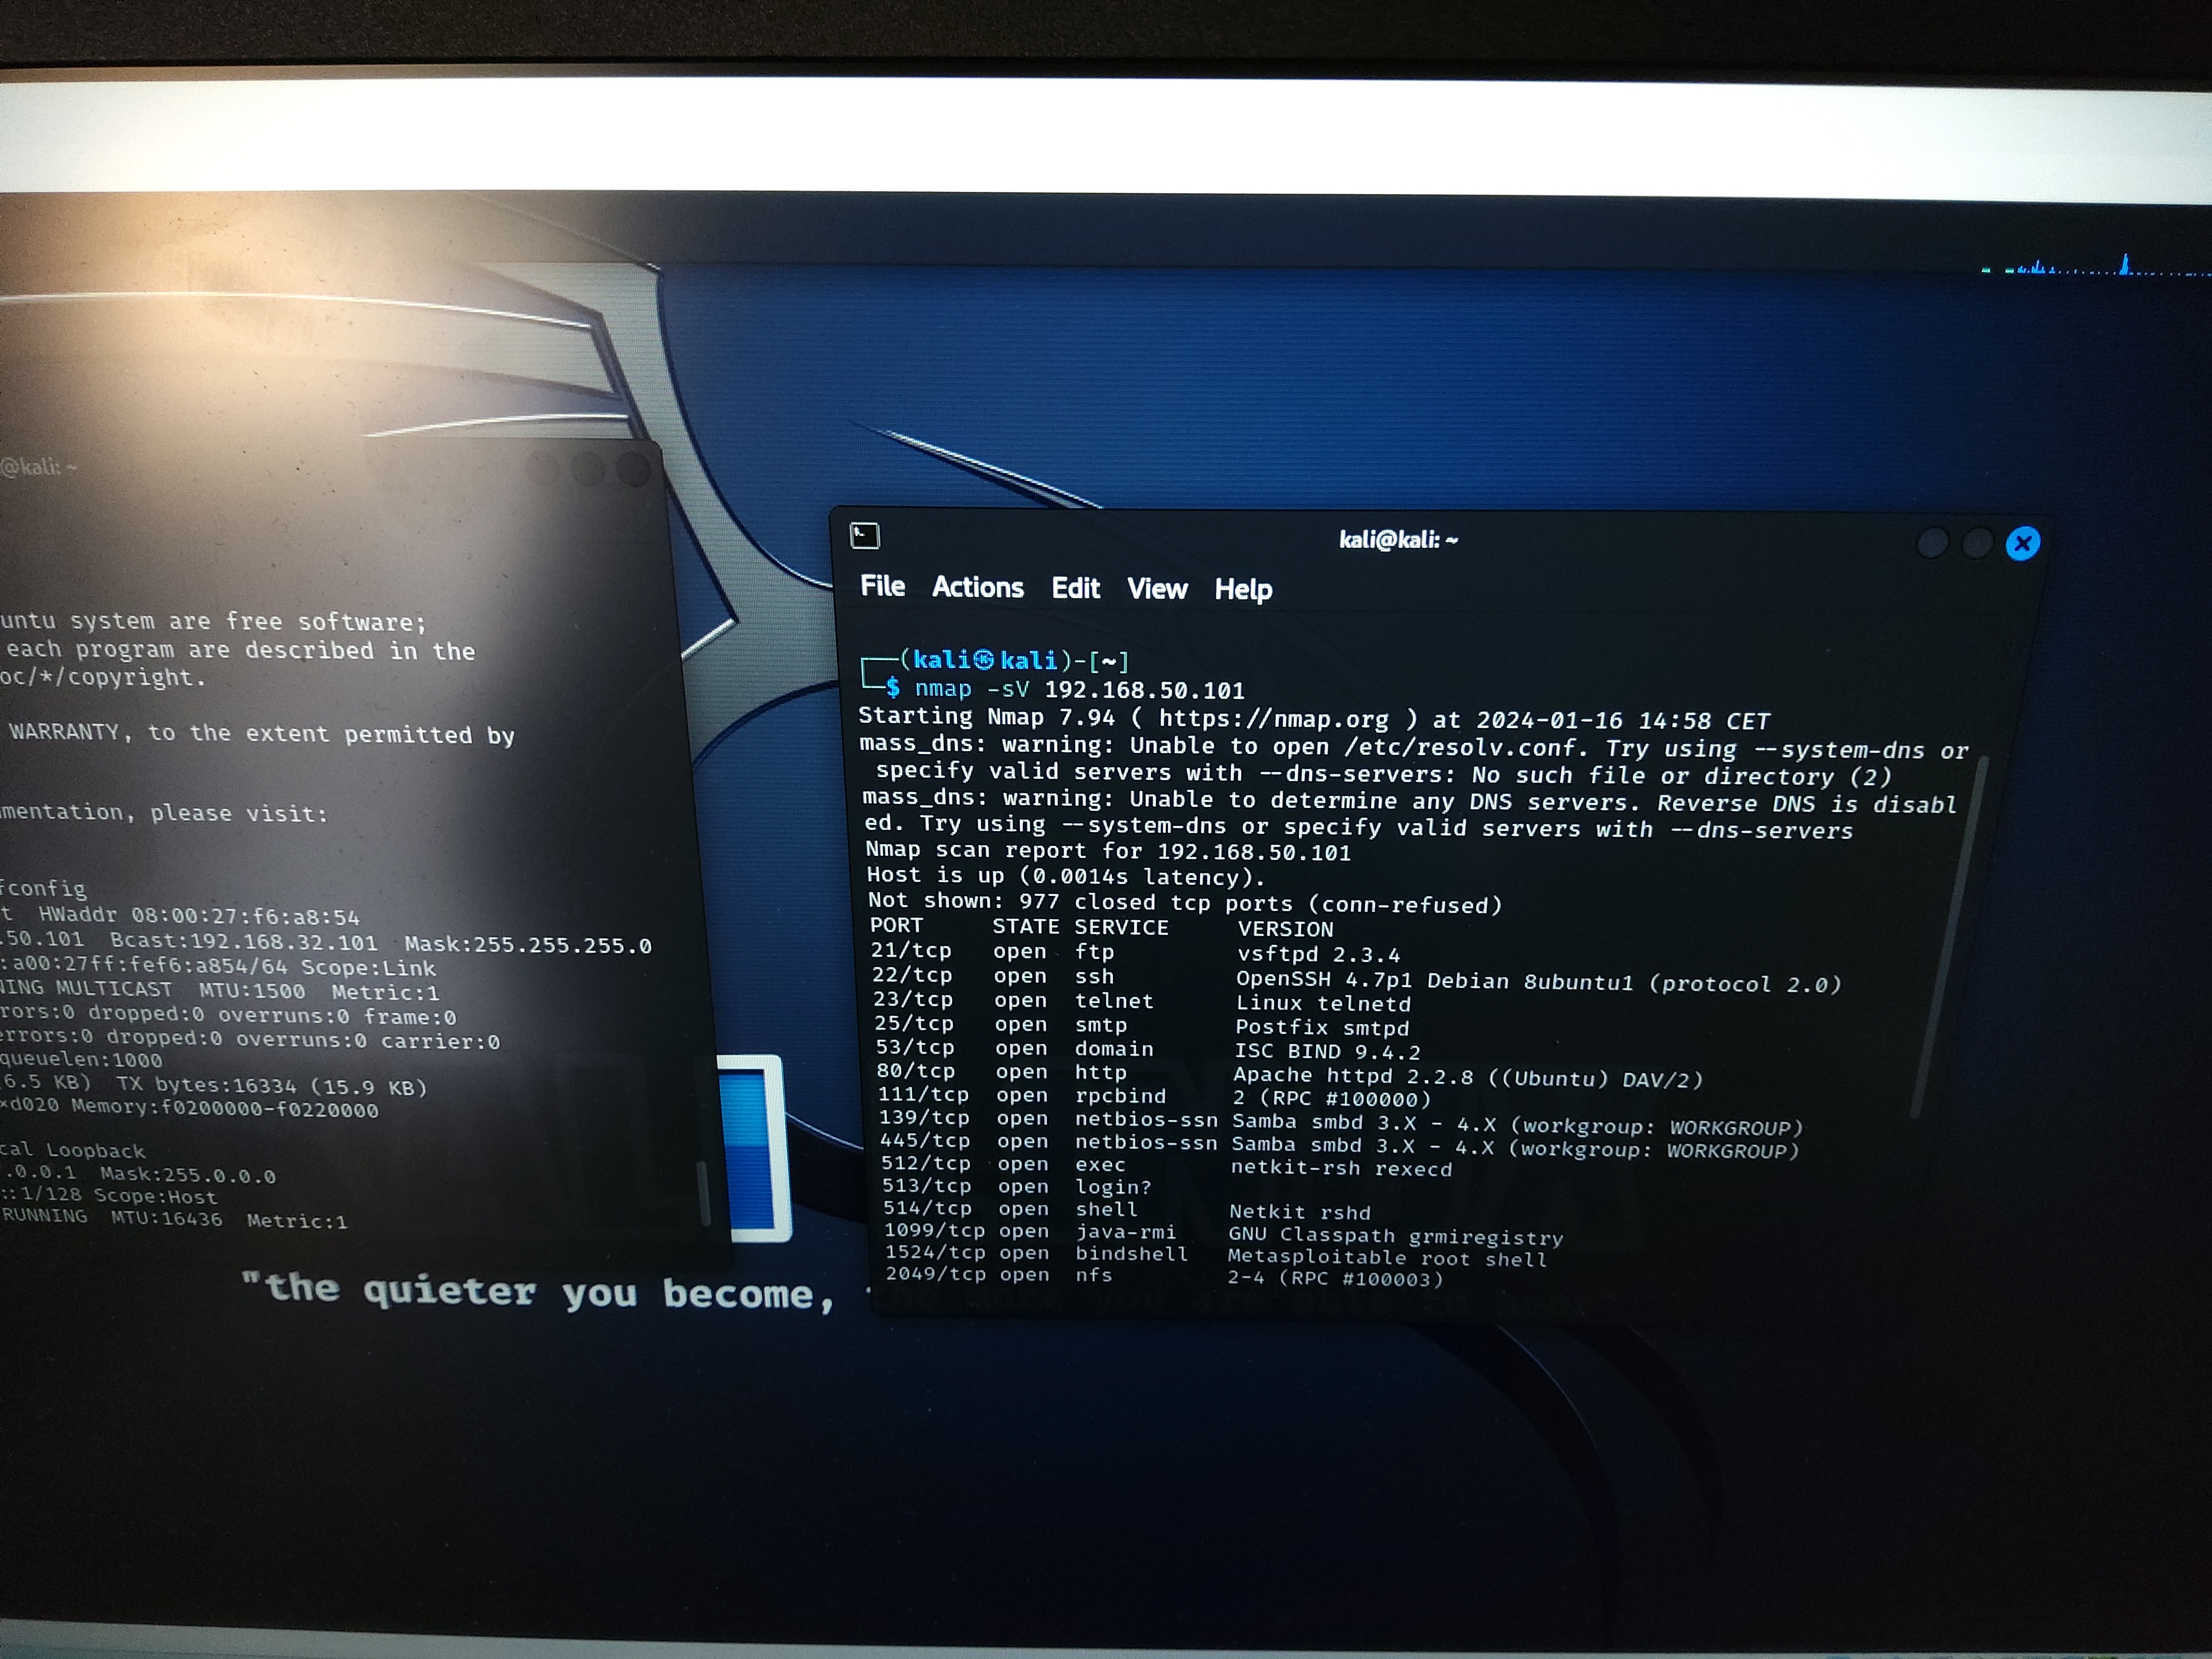 @kali: ~
untu system are free software;
each program are described in the
oc/*/copyright.
WARRANTY, to the extent permitted by
mentation, please visit:
fconfig
t  HWaddr 08:00:27:f6:a8:54
.50.101  Bcast:192.168.32.101  Mask:255.255.255.0
:a00:27ff:fef6:a854/64 Scope:Link
NING MULTICAST  MTU:1500  Metric:1
rors:0 dropped:0 overruns:0 frame:0
errors:0 dropped:0 overruns:0 carrier:0
queuelen:1000
6.5 KB)  TX bytes:16334 (15.9 KB)
xd020 Memory:f0200000-f0220000
cal Loopback
.0.0.1  Mask:255.0.0.0
::1/128 Scope:Host
RUNNING  MTU:16436  Metric:1
"the quieter you become,
kali@kali: ~
File  Actions  Edit  View  Help
(kali㉿kali)-[~]
$ nmap -sV 192.168.50.101
Starting Nmap 7.94 ( https://nmap.org ) at 2024-01-16 14:58 CET
mass_dns: warning: Unable to open /etc/resolv.conf. Try using --system-dns or
specify valid servers with --dns-servers: No such file or directory (2)
mass_dns: warning: Unable to determine any DNS servers. Reverse DNS is disabl
ed. Try using --system-dns or specify valid servers with --dns-servers
Nmap scan report for 192.168.50.101
Host is up (0.0014s latency).
Not shown: 977 closed tcp ports (conn-refused)
PORT     STATE SERVICE     VERSION
21/tcp   open  ftp         vsftpd 2.3.4
22/tcp   open  ssh         OpenSSH 4.7p1 Debian 8ubuntu1 (protocol 2.0)
23/tcp   open  telnet      Linux telnetd
25/tcp   open  smtp        Postfix smtpd
53/tcp   open  domain      ISC BIND 9.4.2
80/tcp   open  http        Apache httpd 2.2.8 ((Ubuntu) DAV/2)
111/tcp  open  rpcbind     2 (RPC #100000)
139/tcp  open  netbios-ssn Samba smbd 3.X - 4.X (workgroup: WORKGROUP)
445/tcp  open  netbios-ssn Samba smbd 3.X - 4.X (workgroup: WORKGROUP)
512/tcp  open  exec        netkit-rsh rexecd
513/tcp  open  login?
514/tcp  open  shell       Netkit rshd
1099/tcp open  java-rmi    GNU Classpath grmiregistry
1524/tcp open  bindshell   Metasploitable root shell
2049/tcp open  nfs         2-4 (RPC #100003)